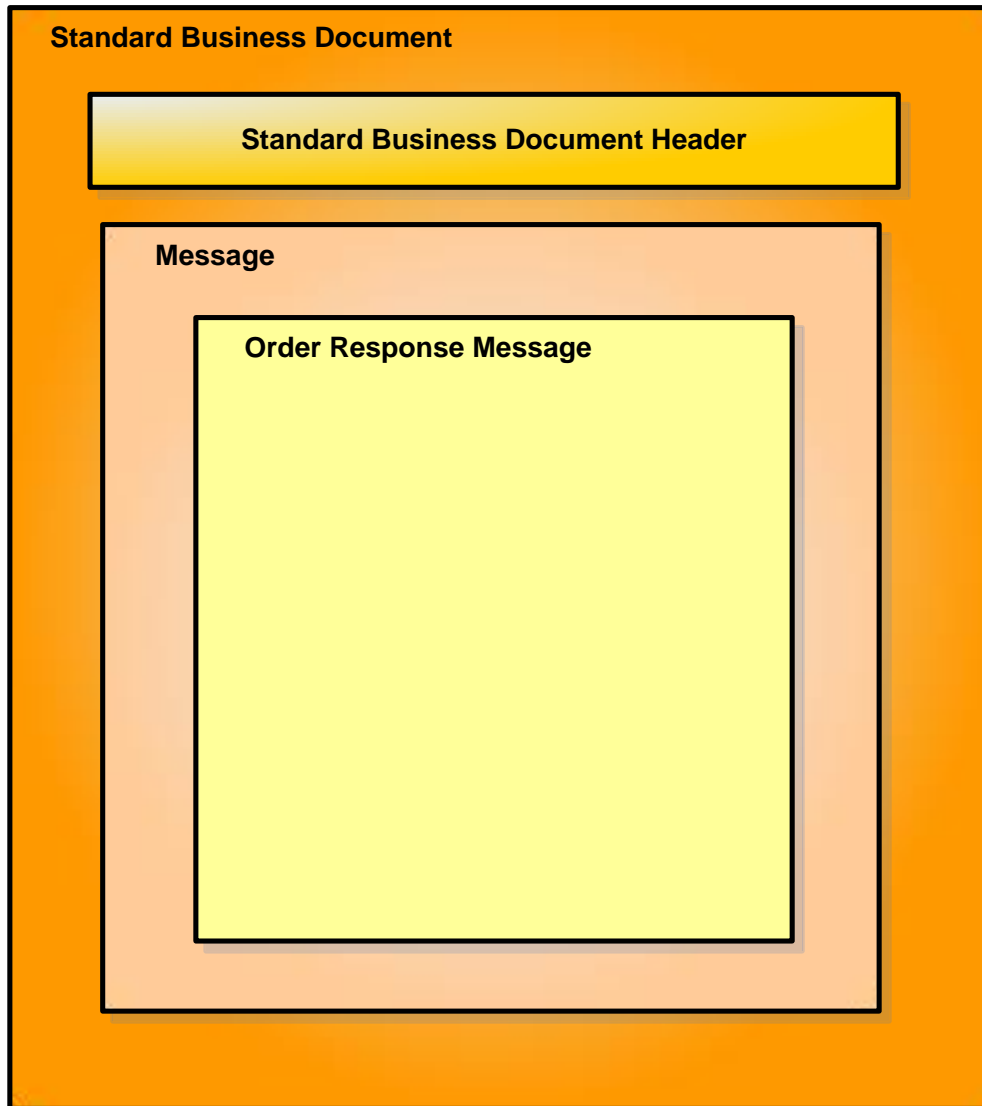 Standard Business Document
Standard Business Document Header
Message
Order Response Message